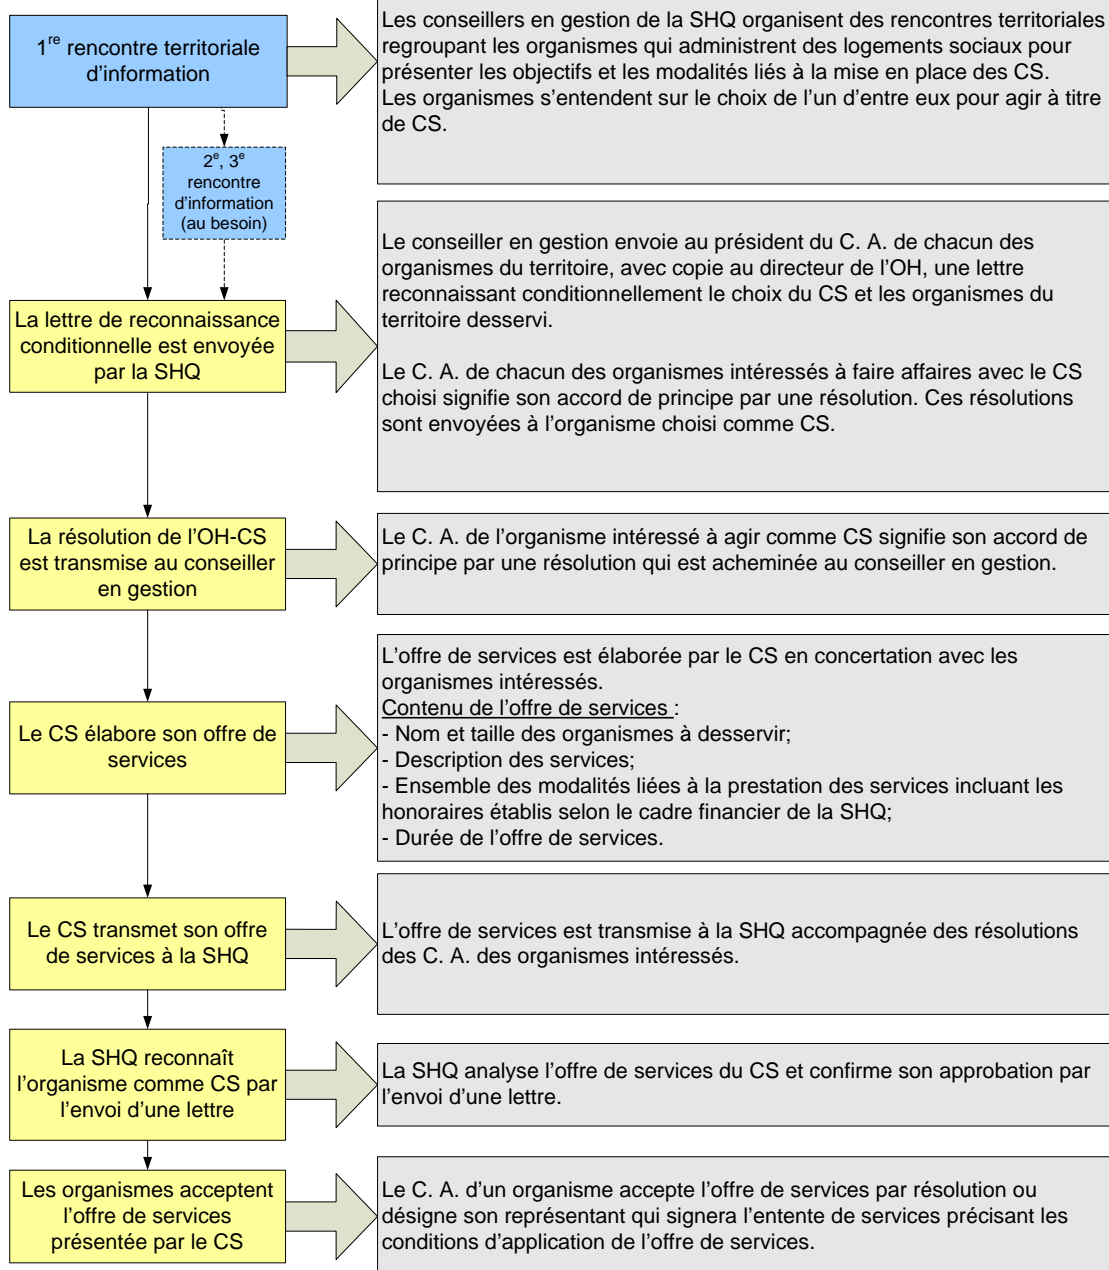 1re rencontre territoriale
d'information
Les conseillers en gestion de la SHQ organisent des rencontres territoriales
regroupant les organismes qui administrent des logements sociaux pour
présenter les objectifs et les modalités liés à la mise en place des CS.
Les organismes s'entendent sur le choix de l'un d'entre eux pour agir à titre
de CS.
2e, 3e
rencontre
d'information
(au besoin)
La lettre de reconnaissance
conditionnelle est envoyée
par la SHQ
Le conseiller en gestion envoie au président du C. A. de chacun des
organismes du territoire, avec copie au directeur de l'OH, une lettre
reconnaissant conditionnellement le choix du CS et les organismes du
territoire desservi.
Le C. A. de chacun des organismes intéressés à faire affaires avec le CS
choisi signifie son accord de principe par une résolution. Ces résolutions
sont envoyées à l'organisme choisi comme CS.
La résolution de l'OH-CS
est transmise au conseiller
en gestion
Le C. A. de l'organisme intéressé à agir comme CS signifie son accord de
principe par une résolution qui est acheminée au conseiller en gestion.
Le CS élabore son offre de
services
L'offre de services est élaborée par le CS en concertation avec les
organismes intéressés.
Contenu de l'offre de services :
- Nom et taille des organismes à desservir;
- Description des services;
- Ensemble des modalités liées à la prestation des services incluant les
honoraires établis selon le cadre financier de la SHQ;
- Durée de l'offre de services.
Le CS transmet son offre
de services à la SHQ
L'offre de services est transmise à la SHQ accompagnée des résolutions
des C. A. des organismes intéressés.
La SHQ reconnaît
l'organisme comme CS par
l'envoi d'une lettre
La SHQ analyse l'offre de services du CS et confirme son approbation par
l'envoi d'une lettre.
Les organismes acceptent
l'offre de services
présentée par le CS
Le C. A. d'un organisme accepte l'offre de services par résolution ou
désigne son représentant qui signera l'entente de services précisant les
conditions d'application de l'offre de services.